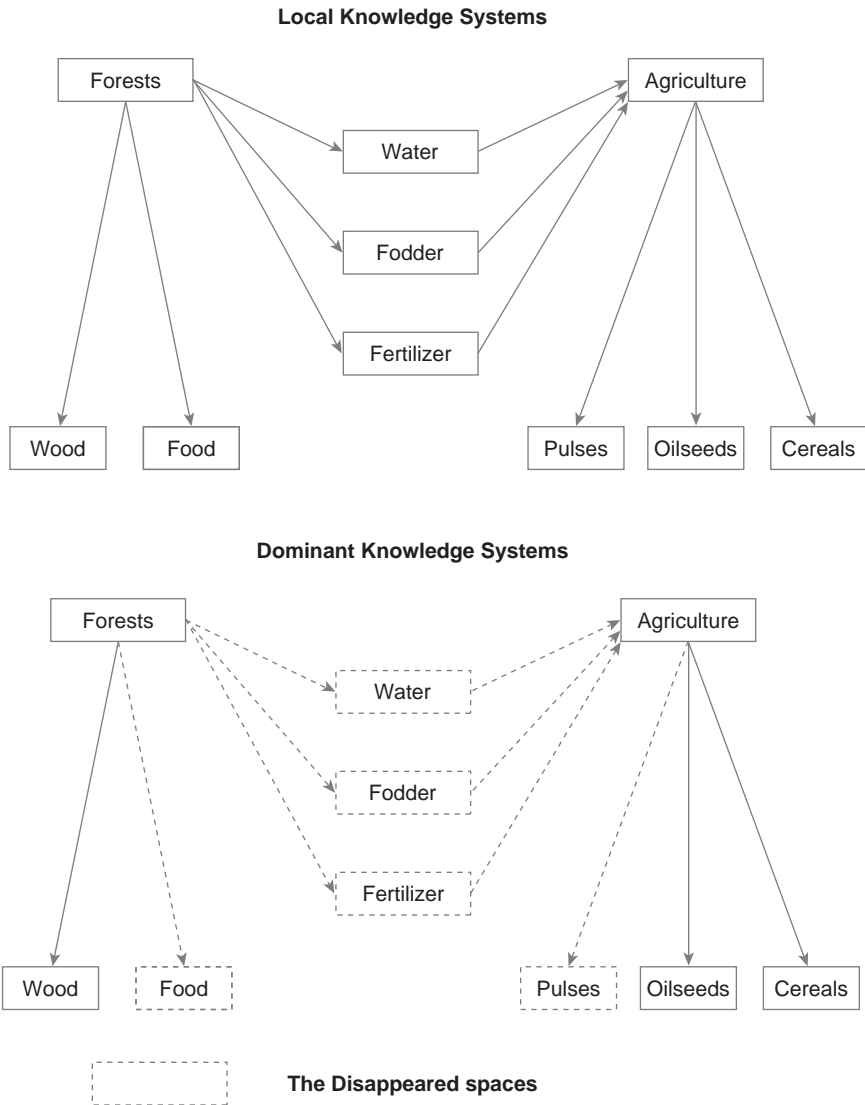 Local Knowledge Systems
Forests
Agriculture
Water
Fodder
Fertilizer
Wood
Food
Pulses
Oilseeds
Cereals
Dominant Knowledge Systems
Forests
Agriculture
Water
Fodder
Fertilizer
Wood
Food
Pulses
Oilseeds
Cereals
The Disappeared spaces